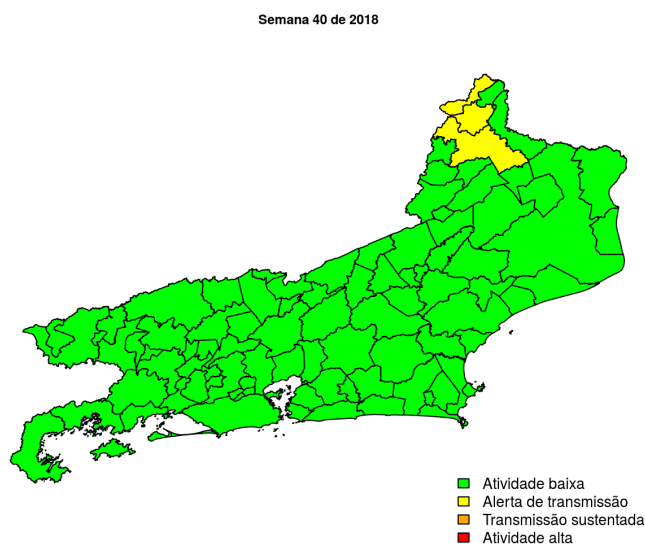 Semana 40 de 2018
Atividade baixa
Alerta de transmissão
Transmissão sustentada
Atividade alta